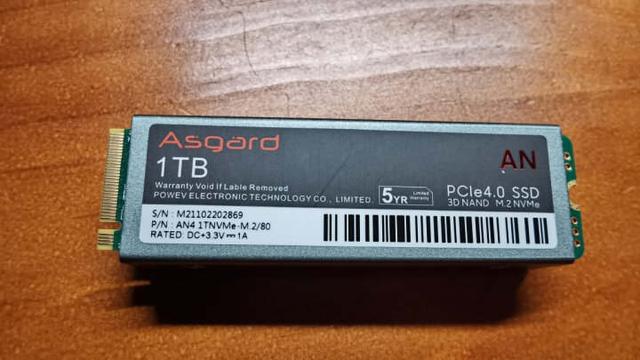 Asgard
1TB
AN
Warranty Void If Lable Removed
POWEV ELECTRONIC TECHNOLOGY CO., LIMITED.
5YR Limited Warranty
PCIe4.0 SSD
3D NAND M.2 NVMe
S/N : M21102202869
P/N : AN4 1TNVMe-M.2/80
RATED: DC+3.3V⎓1A